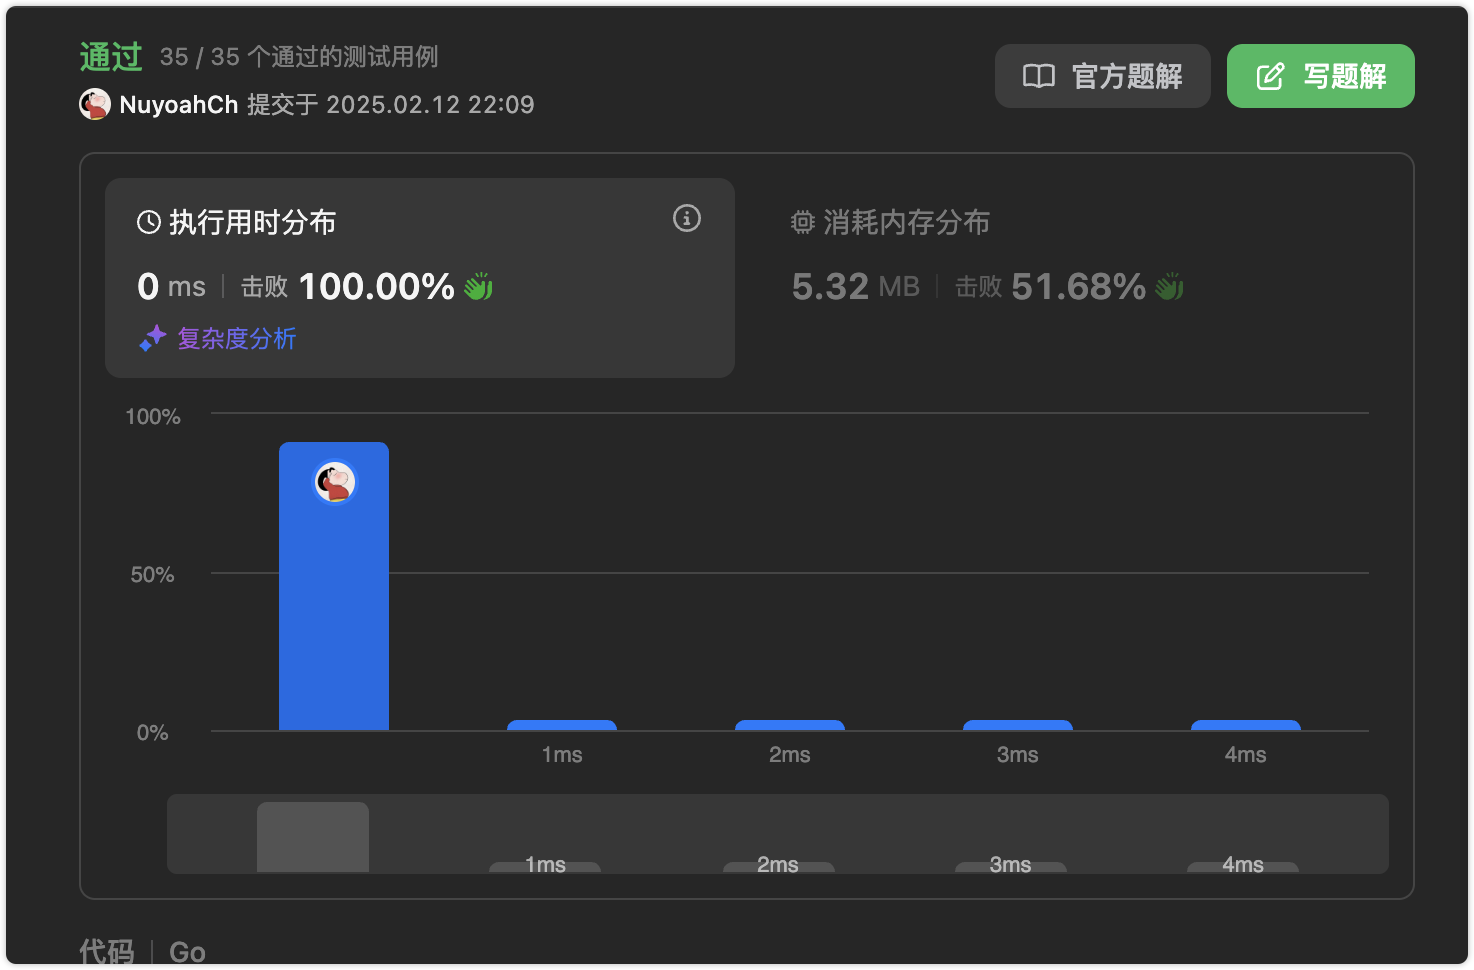 通过 35 / 35 个通过的测试用例
NuyoahCh 提交于 2025.02.12 22:09
官方题解
写题解
执行用时分布
0 ms 击败 100.00%
复杂度分析
消耗内存分布
5.32 MB 击败 51.68%
100%
50%
0%
1ms 2ms 3ms 4ms
1ms 2ms 3ms 4ms
代码 Go